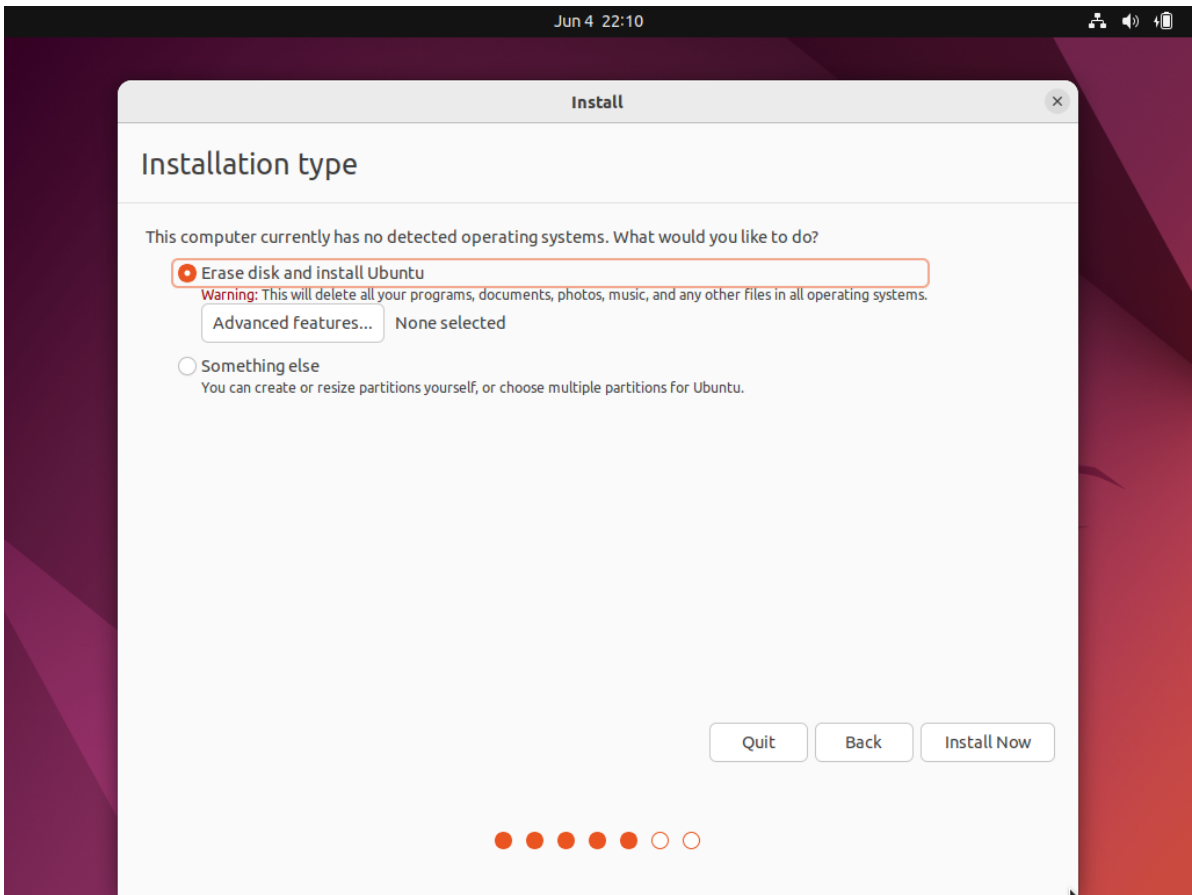 Jun 4 22:10
Install
Installation type
This computer currently has no detected operating systems. What would you like to do?
Erase disk and install Ubuntu
Warning: This will delete all your programs, documents, photos, music, and any other files in all operating systems.
Advanced features... None selected
Something else
You can create or resize partitions yourself, or choose multiple partitions for Ubuntu.
Quit Back Install Now